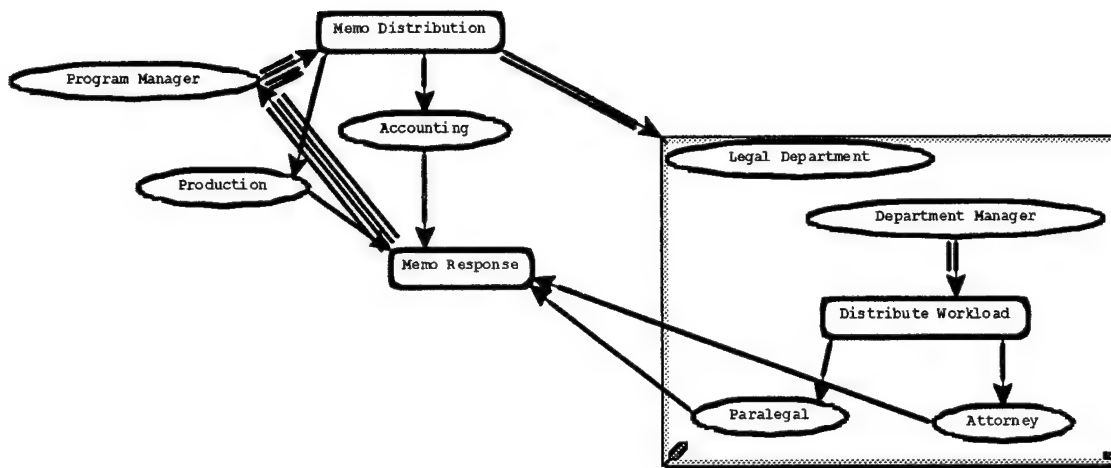 Memo Distribution
Program Manager
Accounting
Legal Department
Production
Department Manager
Memo Response
Distribute Workload
Paralegal
Attorney